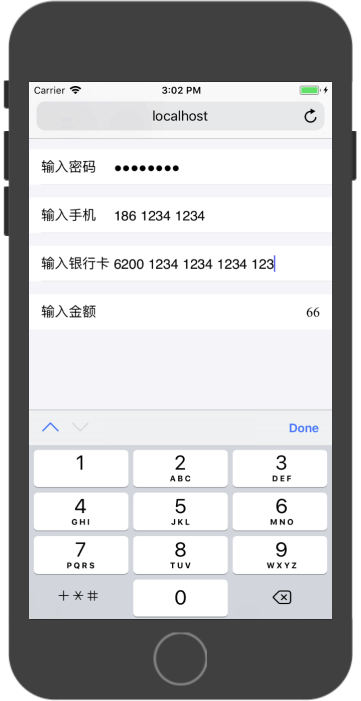 Carrier 3:02 PM
localhost
输入密码 ••••••••
输入手机 186 1234 1234
输入银行卡 6200 1234 1234 1234 123
输入金额 66
Done
1 2 3
ABC DEF
4 5 6
GHI JKL MNO
7 8 9
PQRS TUV WXYZ
+*# 0